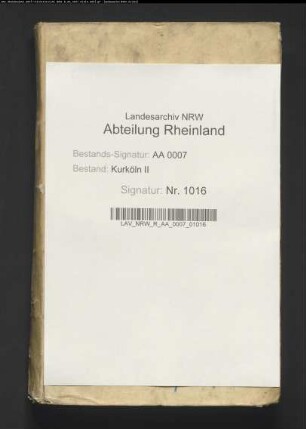 Landesarchiv NRW
Abteilung Rheinland
Bestands-Signatur: AA 0007
Bestand: Kurköln II
Signatur: Nr. 1016
LAV_NRW_R_AA_0007_01016